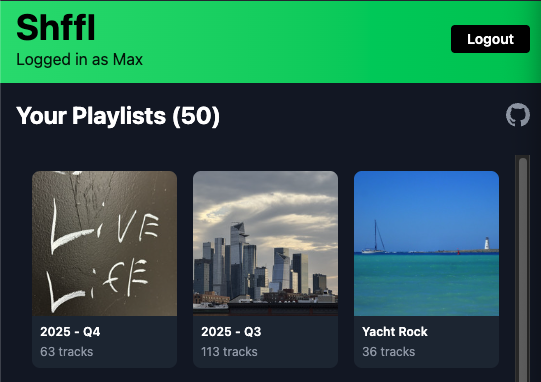 Shffl
Logged in as Max
Logout
Your Playlists (50)
LiVE
LifE
2025 - Q4
63 tracks
2025 - Q3
113 tracks
Yacht Rock
36 tracks